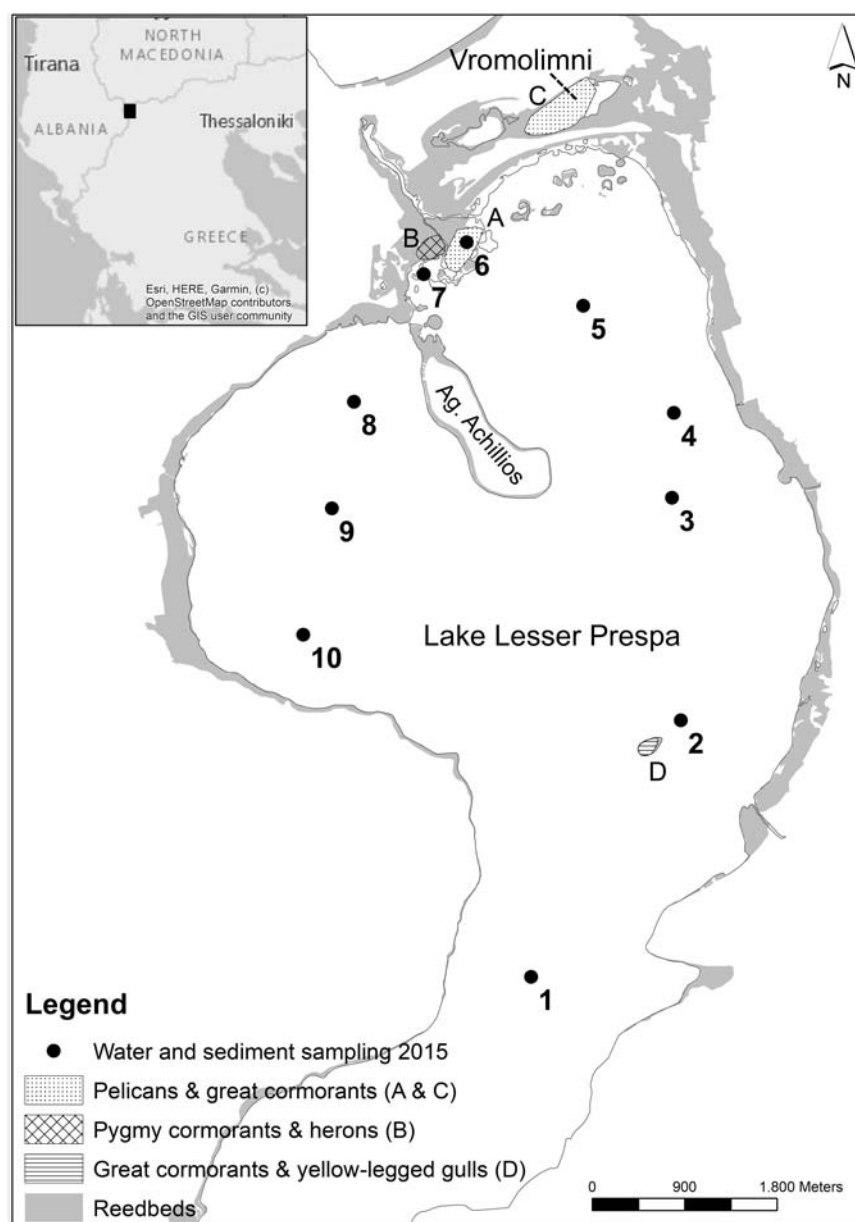 NORTH
MACEDONIA
Tirana
ALBANIA
Thessaloniki
GREECE
Esri, HERE, Garmin, (c)
OpenStreetMap contributors
and the GIS user community
N
Vromolimni
C
A
B
6
7
5
Ag. Achillios
8
4
3
9
Lake Lesser Prespa
10
2
D
1
Legend
Water and sediment sampling 2015
Pelicans & great cormorants (A & C)
Pygmy cormorants & herons (B)
Great cormorants & yellow-legged gulls (D)
Reedbeds
0 900 1.800 Meters